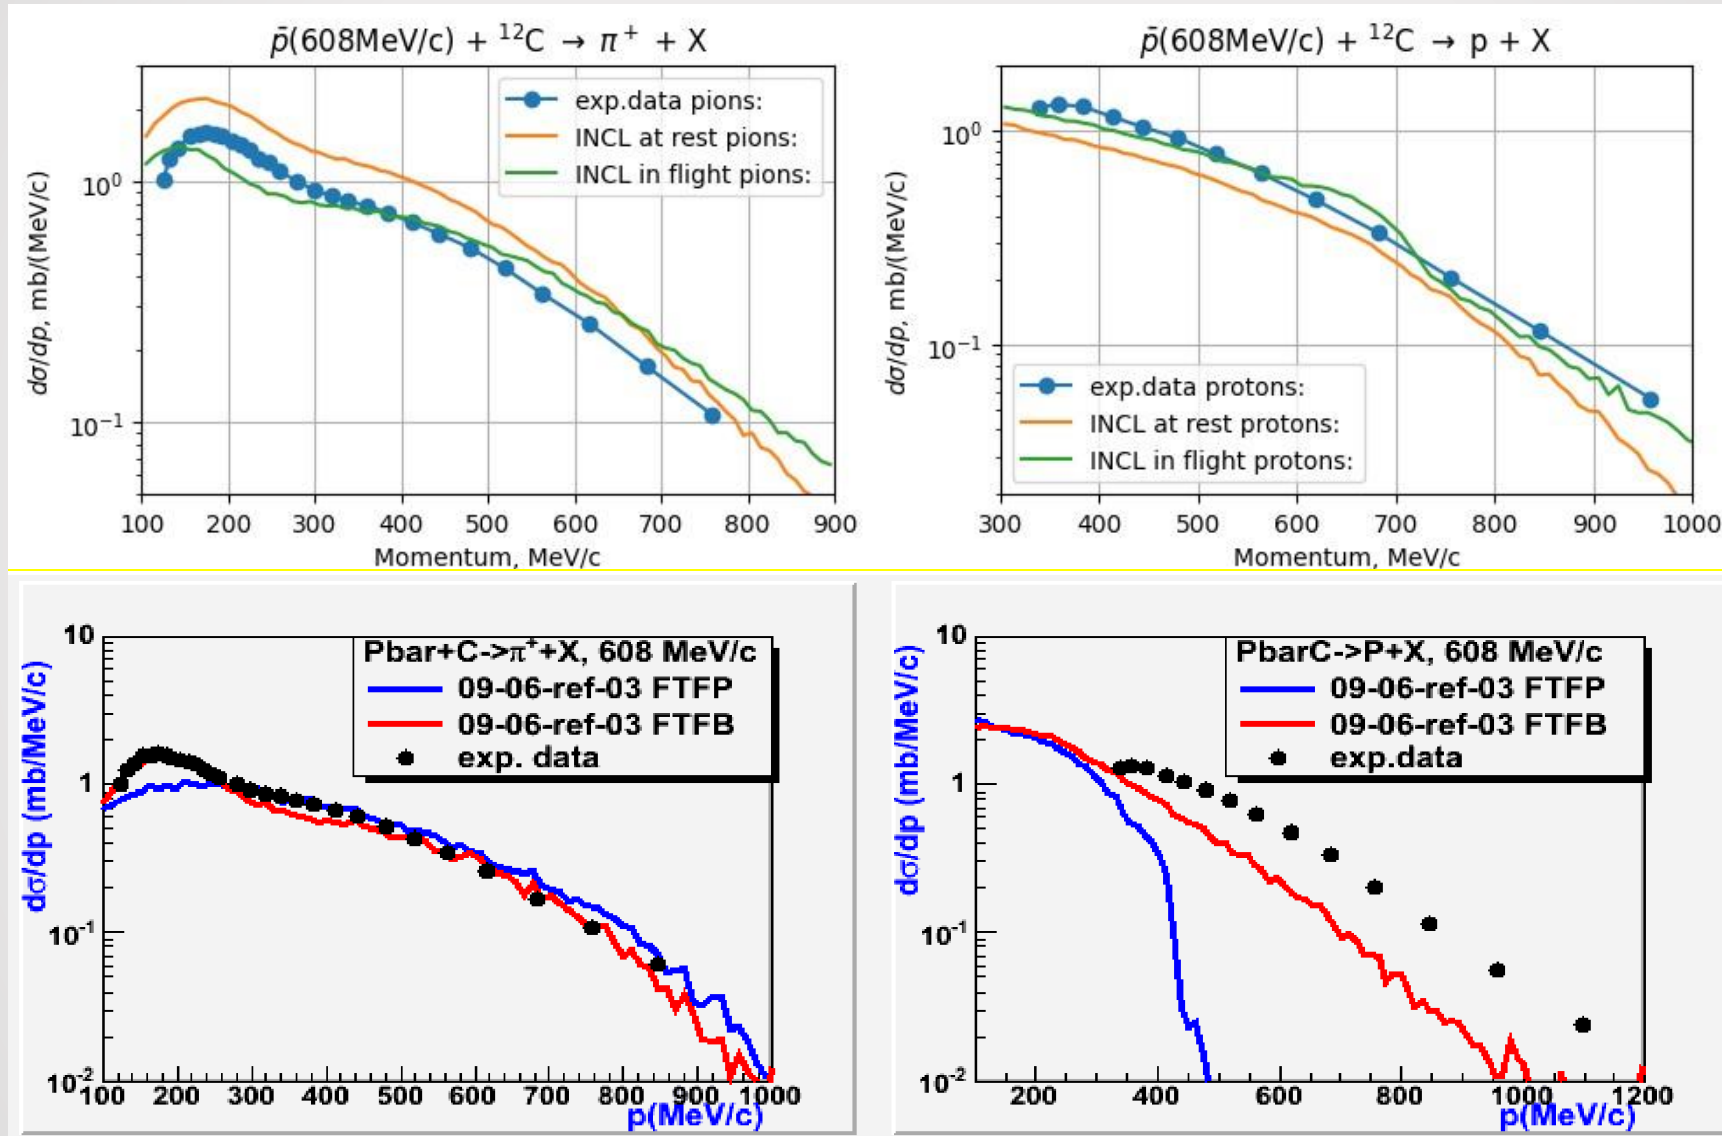 p̄(608MeV/c) + ¹²C → π⁺ + X
exp.data pions:
INCL at rest pions:
INCL in flight pions:
10⁰
10⁻¹
dσ/dp, mb/(MeV/c)
100 200 300 400 500 600 700 800 900
Momentum, MeV/c
p̄(608MeV/c) + ¹²C → p + X
10⁰
10⁻¹
dσ/dp, mb/(MeV/c)
exp.data protons:
INCL at rest protons:
INCL in flight protons:
300 400 500 600 700 800 900 1000
Momentum, MeV/c
Pbar+C->π⁺+X, 608 MeV/c
09-06-ref-03 FTFP
09-06-ref-03 FTFB
exp. data
10
1
10⁻¹
10⁻²
dσ/dp (mb/MeV/c)
100 200 300 400 500 600 700 800 900 1000
p(MeV/c)
PbarC->P+X, 608 MeV/c
09-06-ref-03 FTFP
09-06-ref-03 FTFB
exp. data
10
1
10⁻¹
10⁻²
dσ/dp (mb/MeV/c)
200 400 600 800 1000 1200
p(MeV/c)